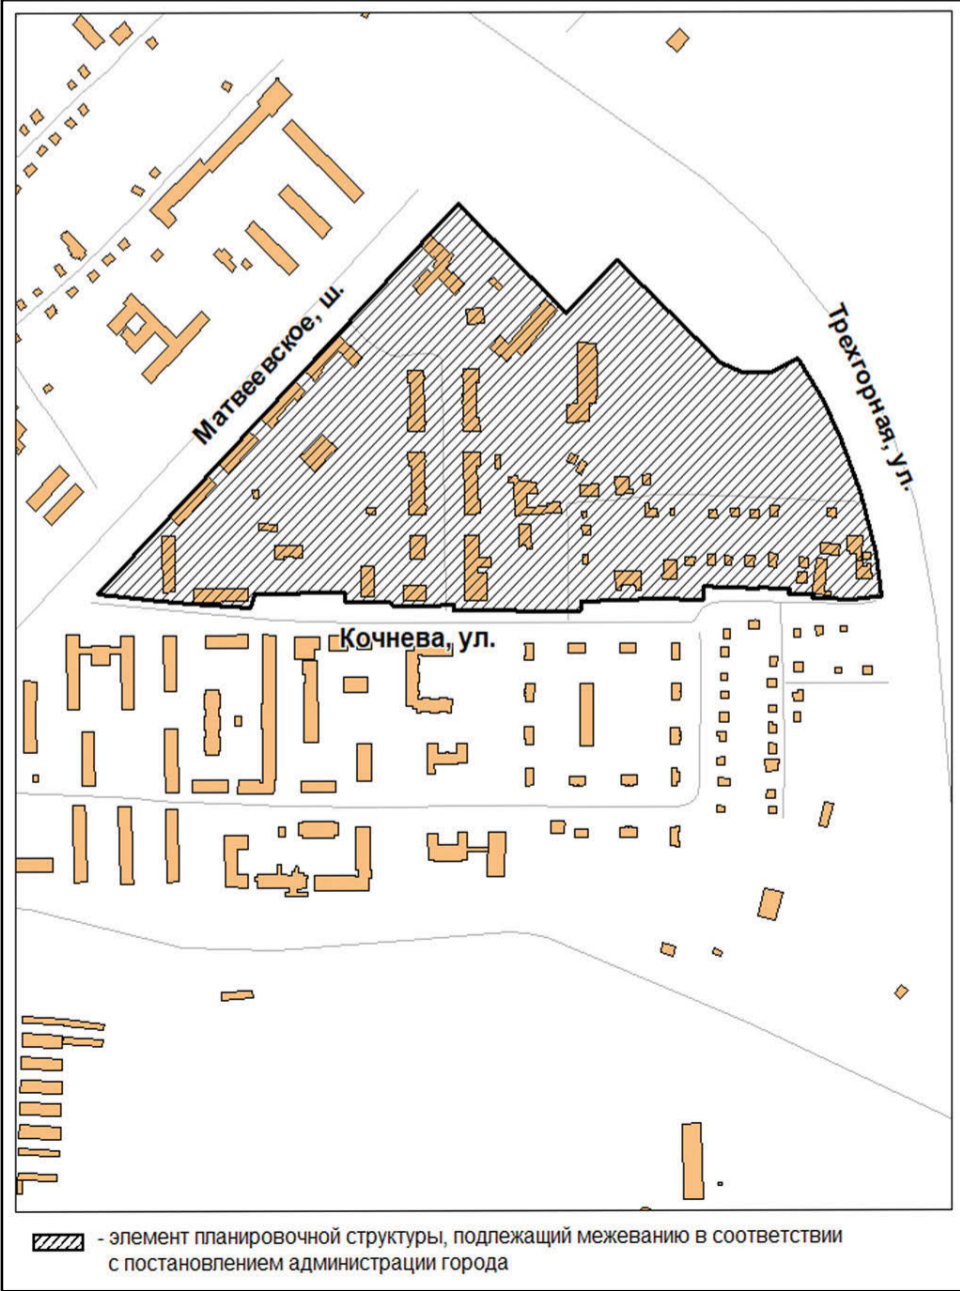 Матвеевское, ш.
Трехгорная, ул.
Кочнева, ул.
- элемент планировочной структуры, подлежащий межеванию в соответствии
с постановлением администрации города